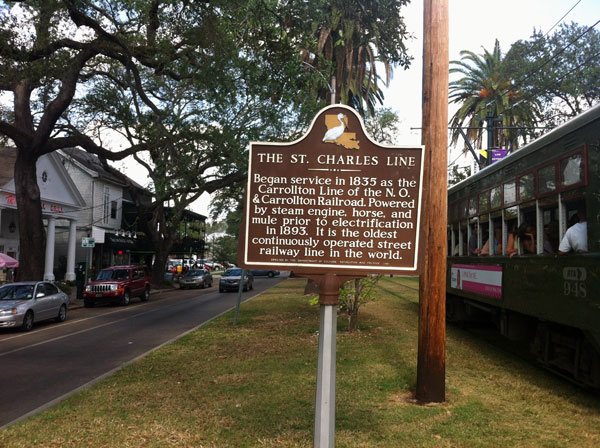 THE ST. CHARLES LINE
Began service in 1835 as the
Carrollton Line of the N.O.
& Carrollton Railroad. Powered
by steam engine, horse, and
mule prior to electrification
in 1893. It is the oldest
continuously operated street
railway line in the world.
948